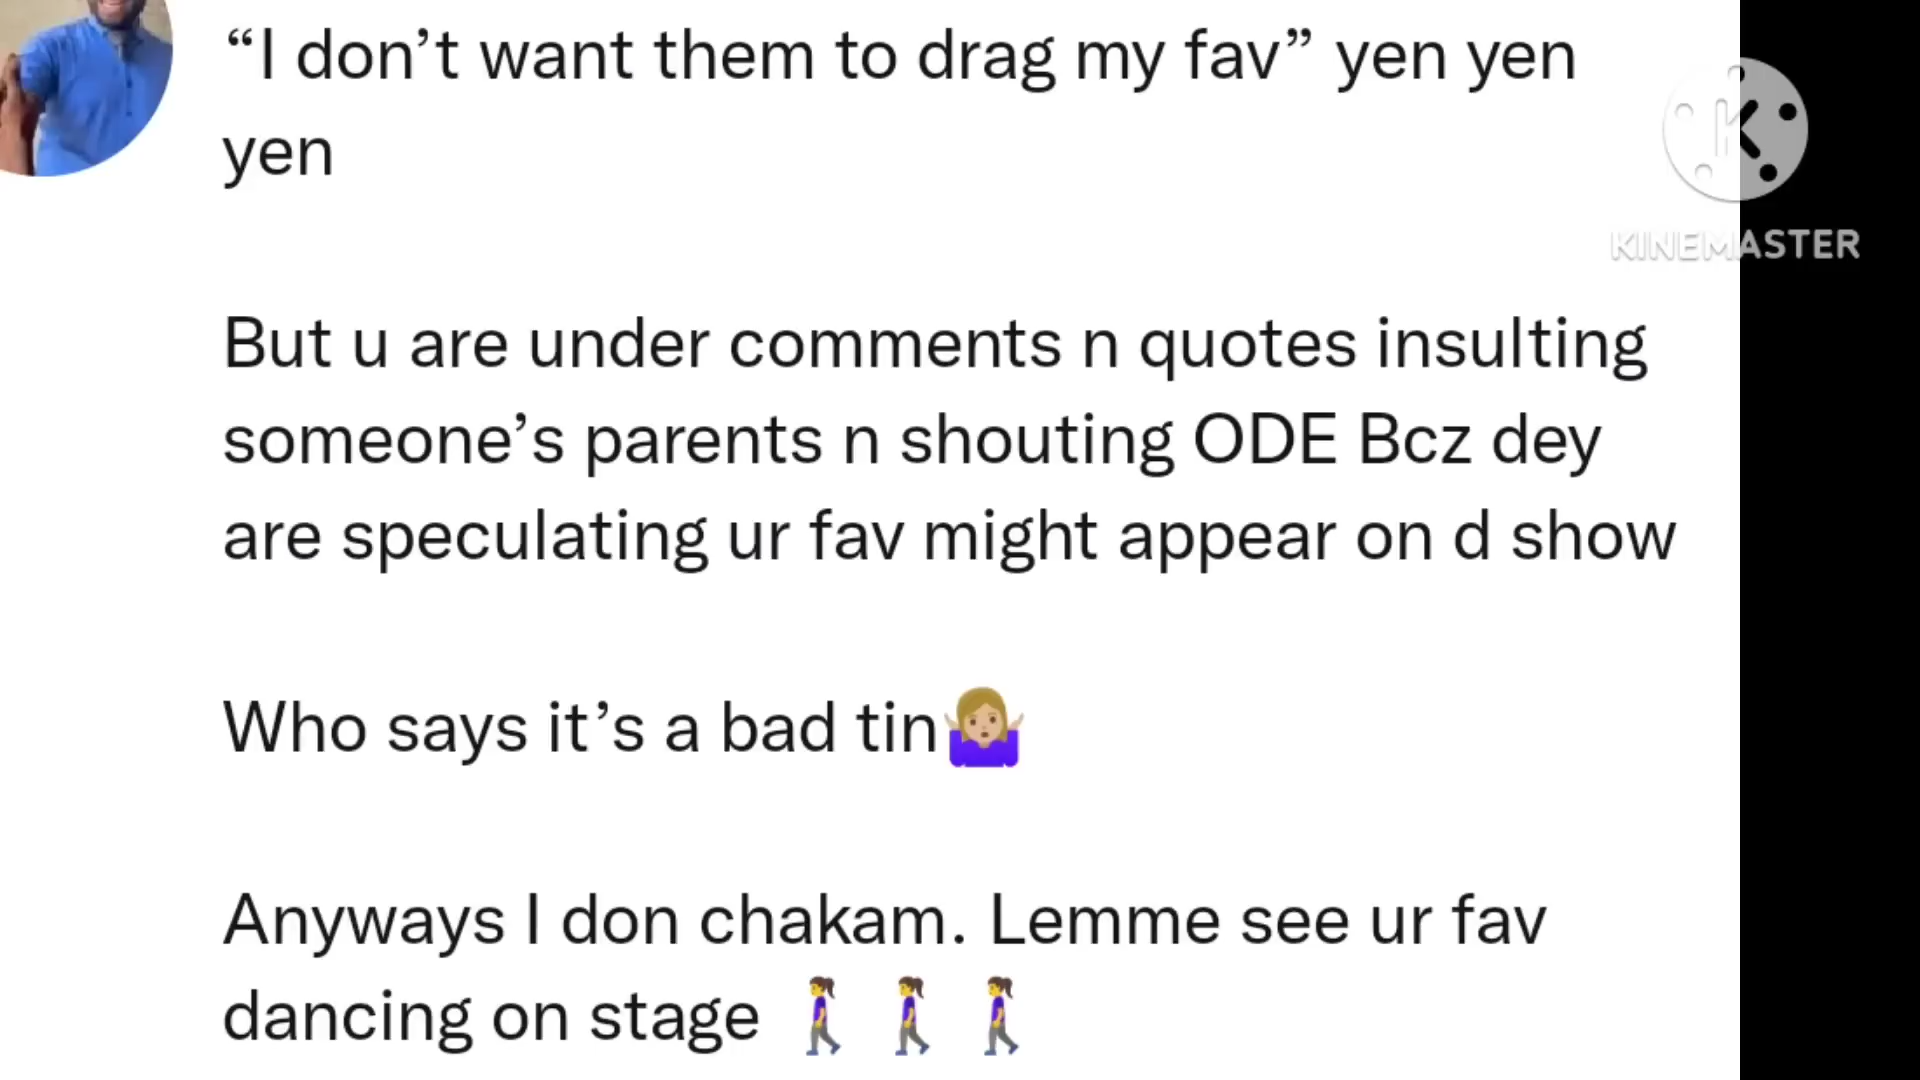 “I don’t want them to drag my fav” yen yen
yen
But u are under comments n quotes insulting
someone’s parents n shouting ODE Bcz dey
are speculating ur fav might appear on d show
Who says it’s a bad tin🤷🏼‍♀️
Anyways I don chakam. Lemme see ur fav
dancing on stage 🚶‍♀️🚶‍♀️🚶‍♀️
K
KINEMASTER